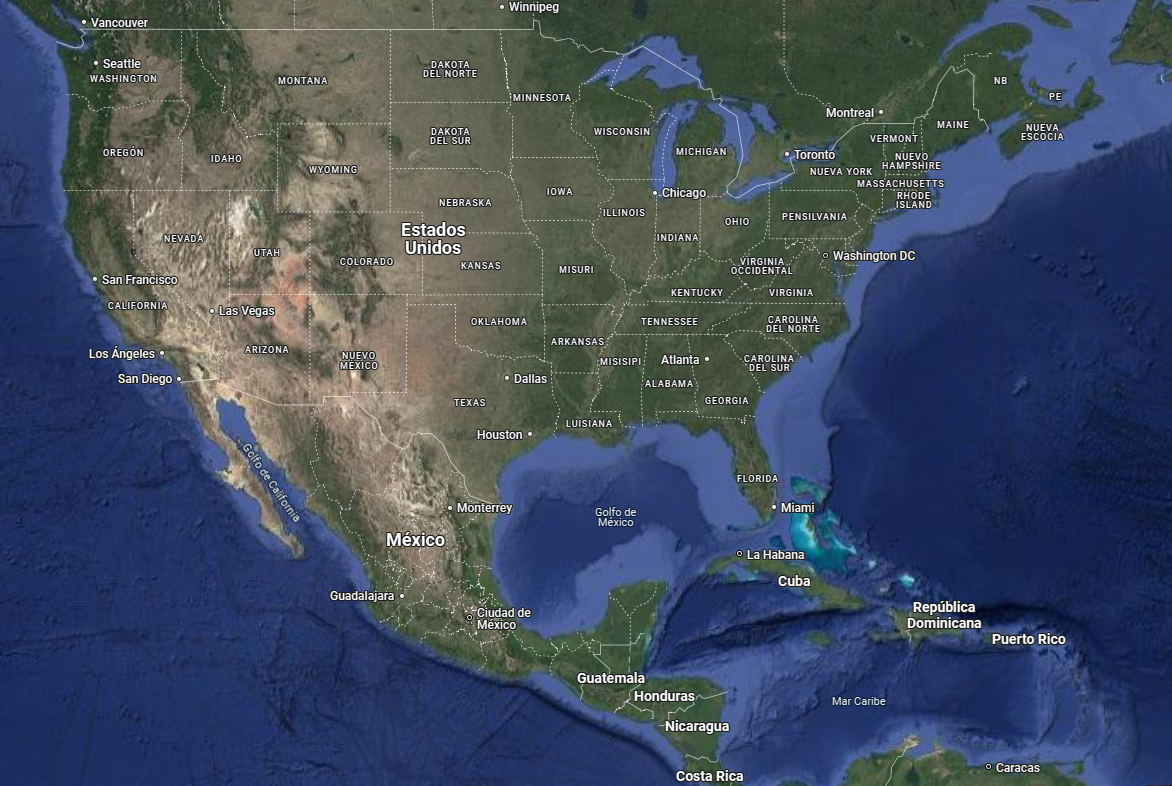 Winnipeg
Vancouver
Seattle
WASHINGTON
MONTANA
DAKOTA
DEL NORTE
MINNESOTA
NB
PE
Montreal
MAINE
NUEVA
ESCOCIA
OREGÓN
IDAHO
WYOMING
DAKOTA
DEL SUR
WISCONSIN
MICHIGAN
Toronto
VERMONT
NUEVO
HAMPSHIRE
NUEVA YORK
MASSACHUSETTS
RHODE
ISLAND
NEBRASKA
IOWA
Chicago
ILLINOIS
INDIANA
OHIO
PENSILVANIA
NEVADA
UTAH
COLORADO
Estados
Unidos
KANSAS
MISURI
VIRGINIA
OCCIDENTAL
Washington DC
San Francisco
CALIFORNIA
Las Vegas
KENTUCKY
VIRGINIA
OKLAHOMA
TENNESSEE
CAROLINA
DEL NORTE
ARKANSAS
Los Ángeles
ARIZONA
NUEVO
MÉXICO
MISISIPI
Atlanta
CAROLINA
DEL SUR
San Diego
Dallas
ALABAMA
TEXAS
GEORGIA
LUISIANA
Houston
Golfo de California
FLORIDA
Monterrey
Golfo de
México
Miami
México
La Habana
Cuba
Guadalajara
Ciudad de
México
República
Dominicana
Puerto Rico
Guatemala
Honduras
Mar Caribe
Nicaragua
Costa Rica
Caracas